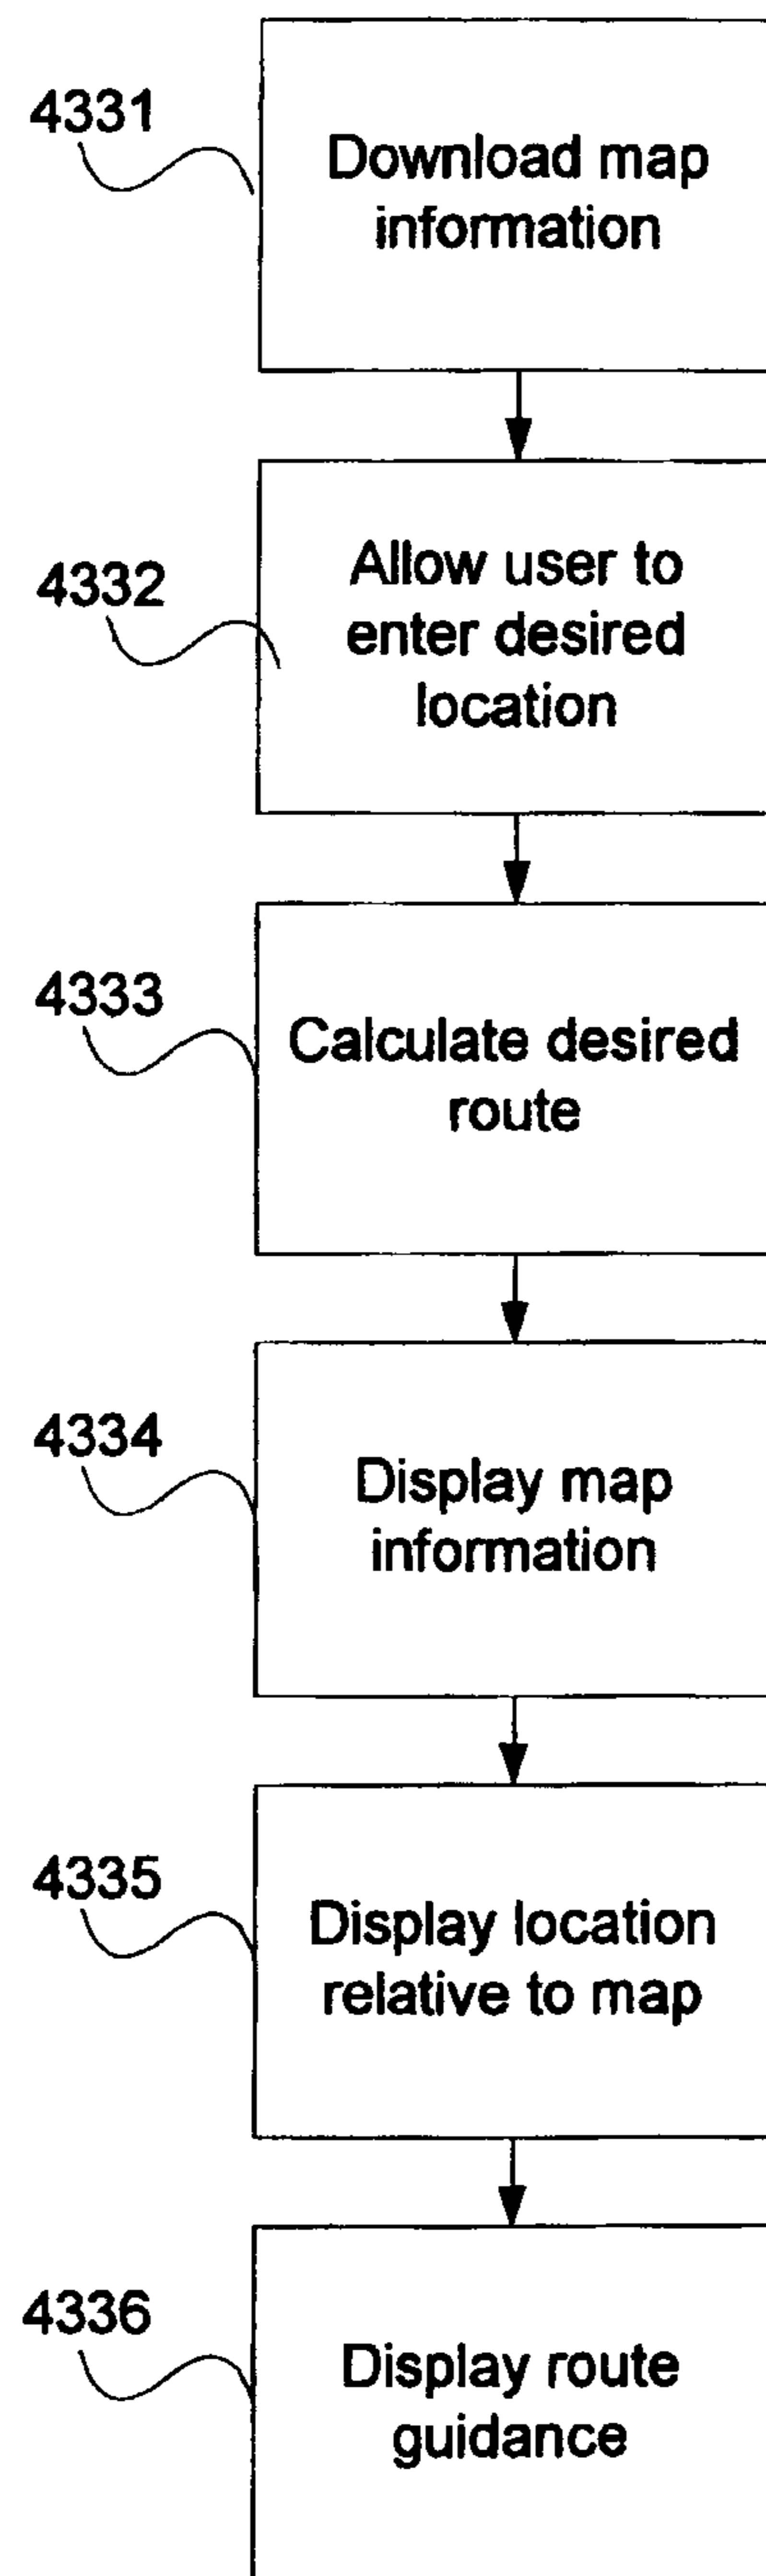 4331
Download map
information
4332
Allow user to
enter desired
location
4333
Calculate desired
route
4334
Display map
information
4335
Display location
relative to map
4336
Display route
guidance